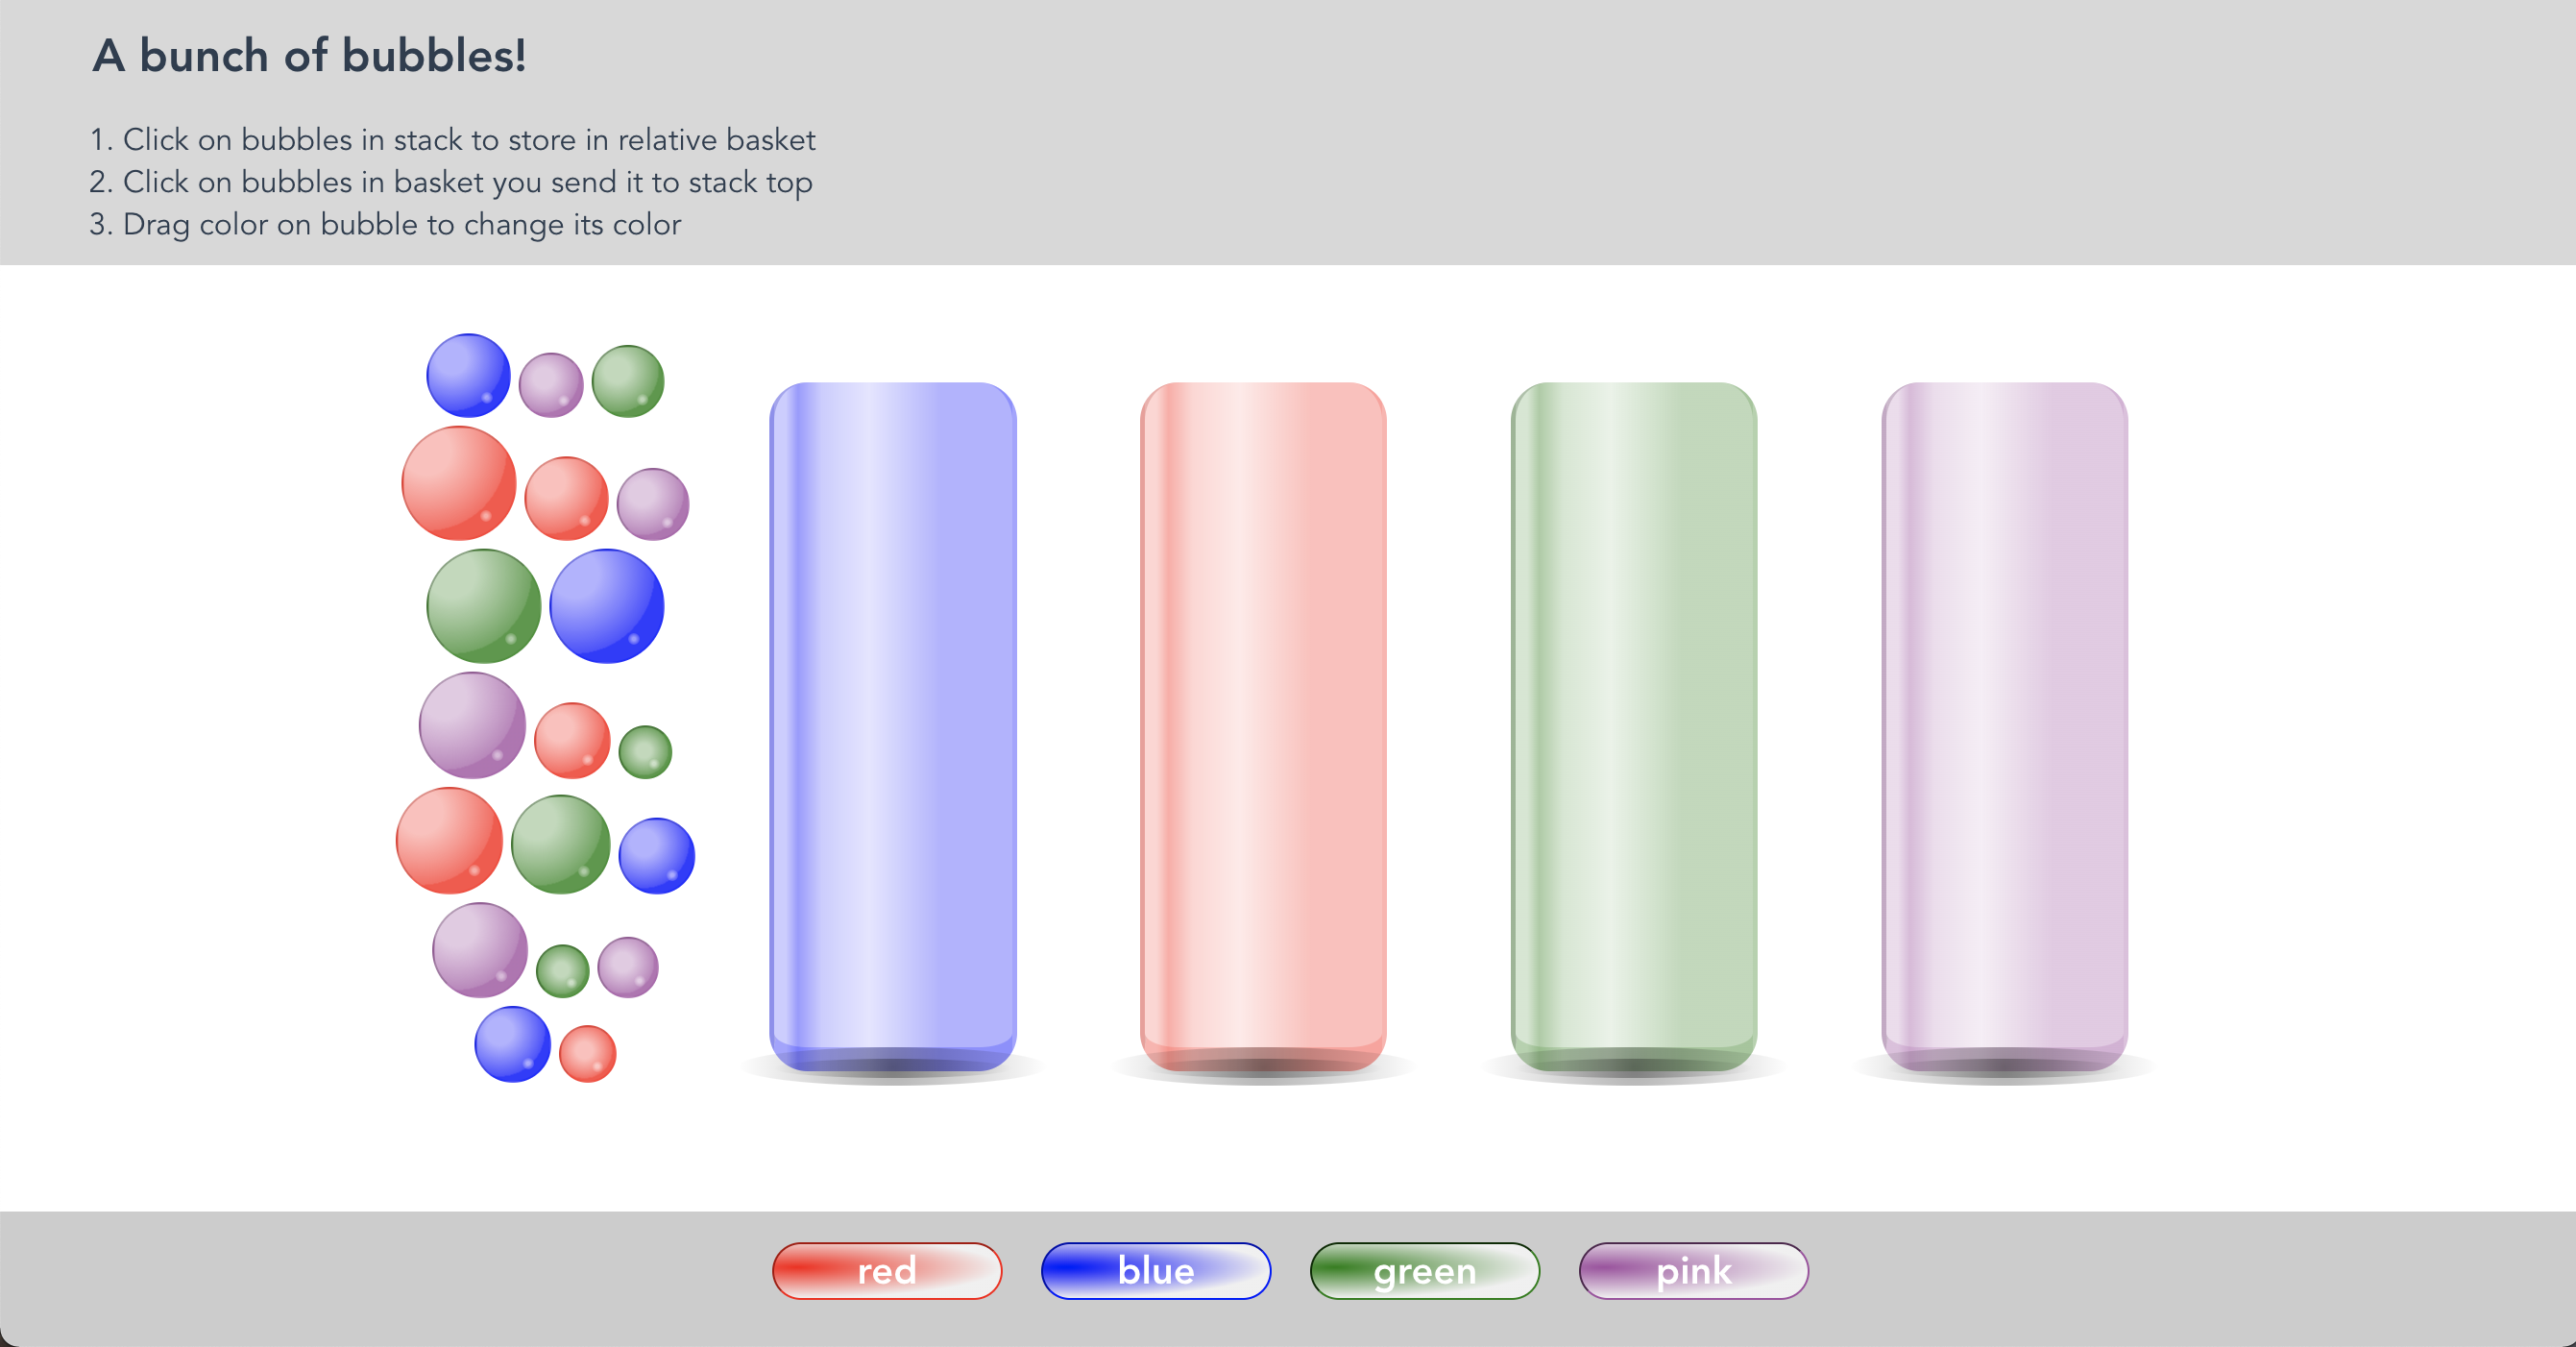 A bunch of bubbles!
1. Click on bubbles in stack to store in relative basket
2. Click on bubbles in basket you send it to stack top
3. Drag color on bubble to change its color
red
blue
green
pink